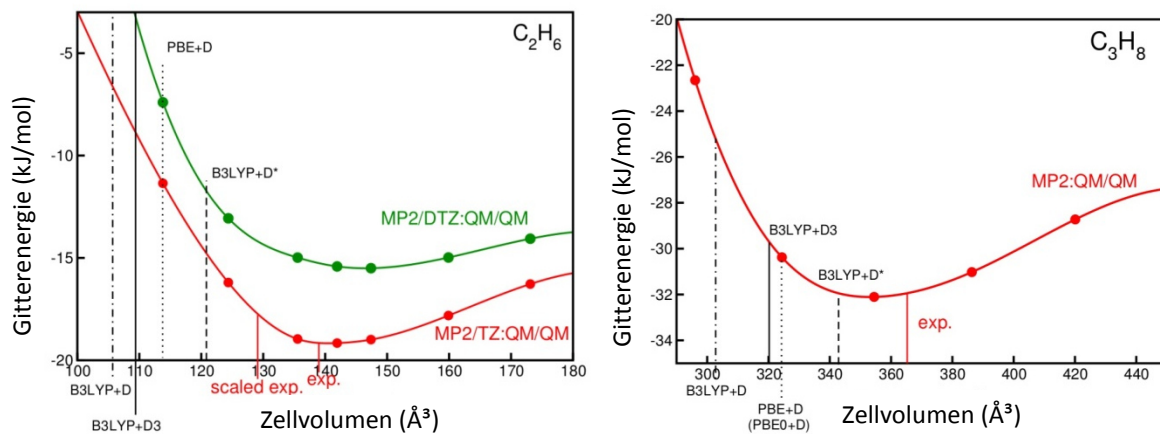 C₂H₆
PBE+D
B3LYP+D*
MP2/DTZ:QM/QM
MP2/TZ:QM/QM
scaled exp.
exp.
Gitterenergie (kJ/mol)
-5
-10
-15
-20
100 110 120 130 140 150 160 170 180
B3LYP+D
B3LYP+D3
Zellvolumen (Å³)
C₃H₈
MP2:QM/QM
B3LYP+D3
B3LYP+D*
exp.
Gitterenergie (kJ/mol)
-20
-22
-24
-26
-28
-30
-32
-34
300 320 340 360 380 400 420 440
B3LYP+D
PBE+D
(PBE0+D)
Zellvolumen (Å³)